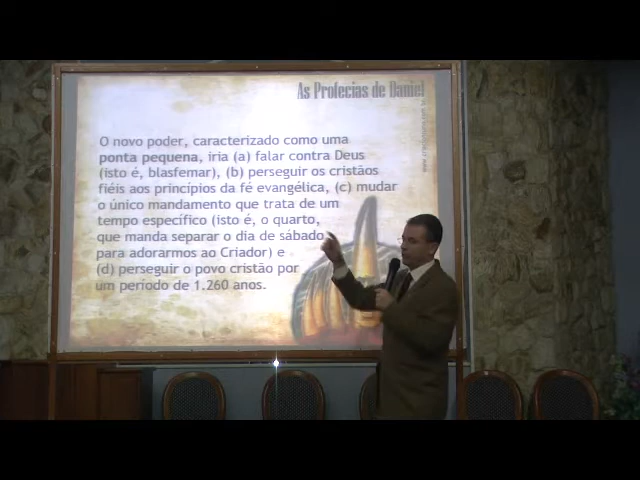 As Profecias de Daniel
O novo poder, caracterizado como uma
ponta pequena, iria (a) falar contra Deus
(isto é, blasfemar), (b) perseguir os cristãos
fiéis aos princípios da fé evangélica, (c) mudar
o único mandamento que trata de um
tempo específico (isto é, o quarto,
que manda separar o dia de sábado
para adorarmos ao Criador) e
(d) perseguir o povo cristão por
um período de 1.260 anos.